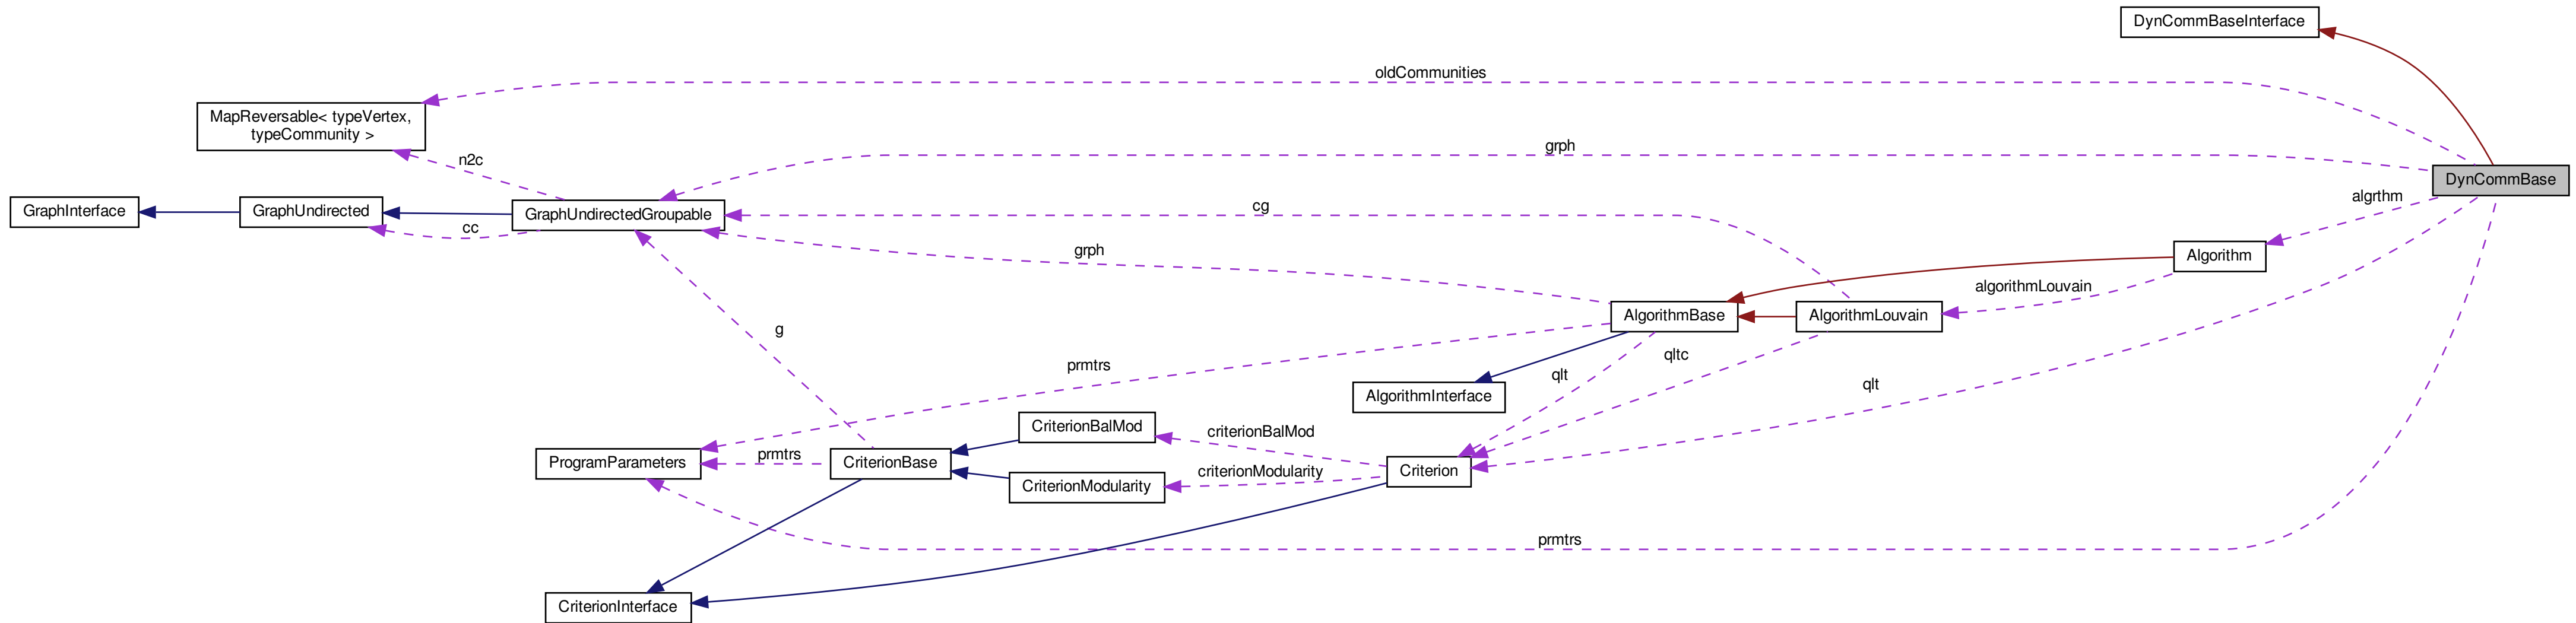 DynCommBaseInterface
oldCommunities
MapReversable< typeVertex,
typeCommunity >
n2c
grph
DynCommBase
GraphInterface
GraphUndirected
GraphUndirectedGroupable
cg
algrthm
cc
grph
Algorithm
algorithmLouvain
g
AlgorithmBase
AlgorithmLouvain
prmtrs
qlt
qltc
qlt
AlgorithmInterface
CriterionBalMod
criterionBalMod
ProgramParameters
prmtrs
CriterionBase
criterionModularity
Criterion
CriterionModularity
prmtrs
CriterionInterface